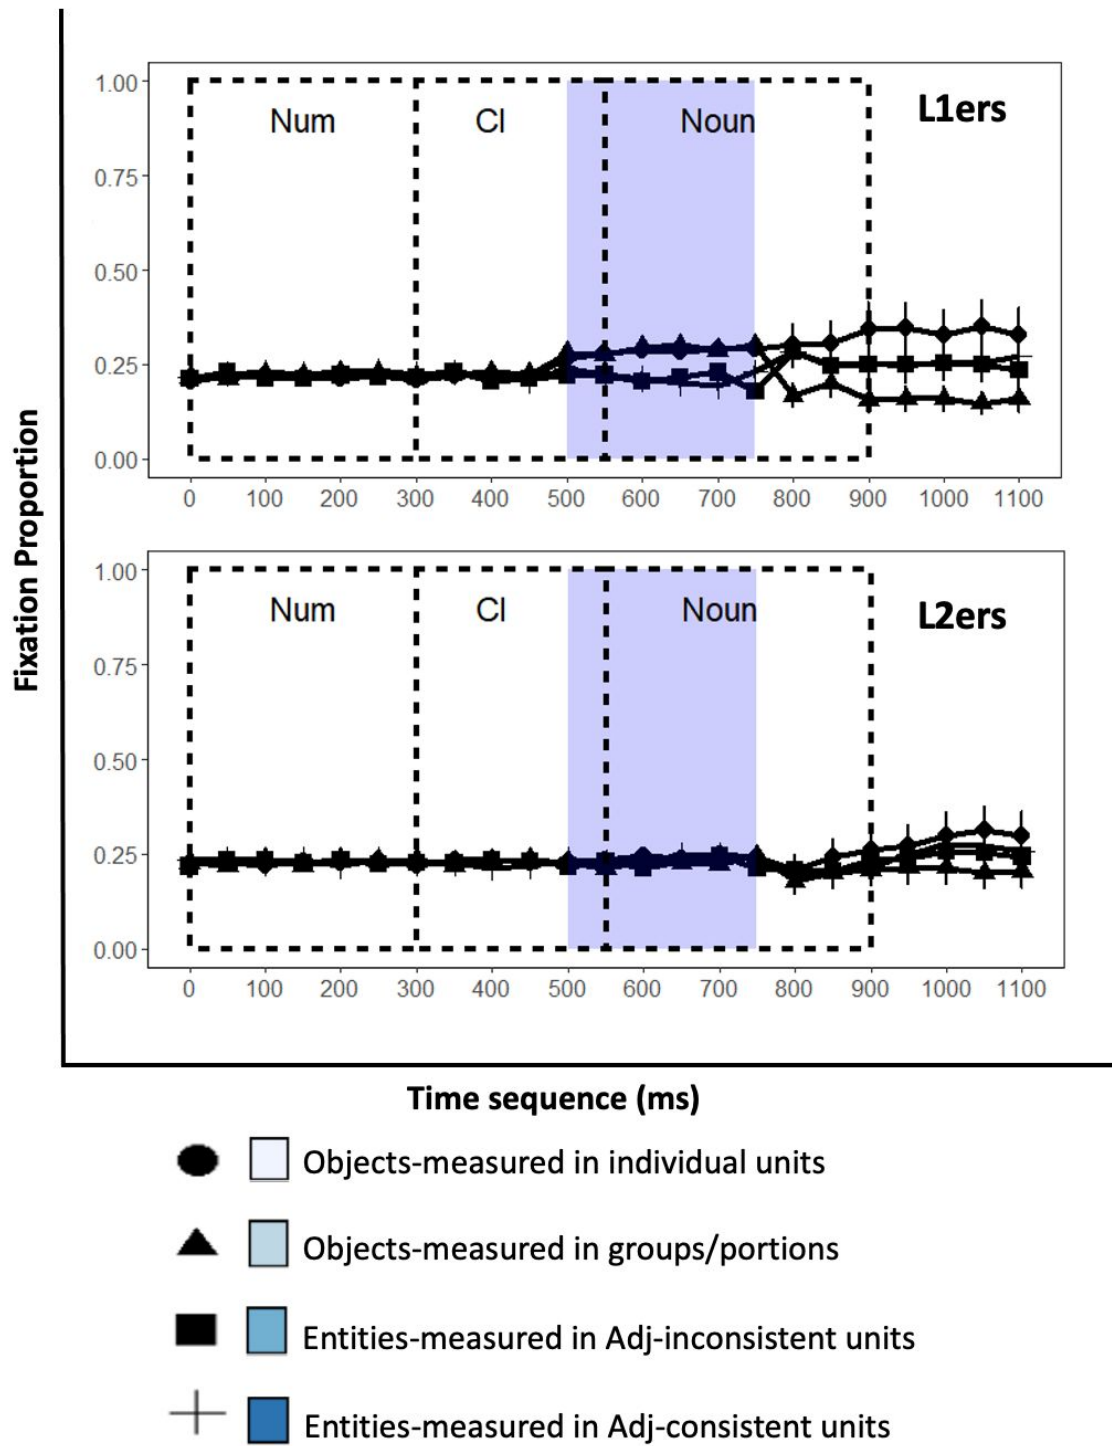 Fixation Proportion
L1ers
Num Cl Noun
1.00
0.75
0.50
0.25
0.00
0 100 200 300 400 500 600 700 800 900 1000 1100
L2ers
Num Cl Noun
1.00
0.75
0.50
0.25
0.00
0 100 200 300 400 500 600 700 800 900 1000 1100
Time sequence (ms)
Objects-measured in individual units
Objects-measured in groups/portions
Entities-measured in Adj-inconsistent units
Entities-measured in Adj-consistent units